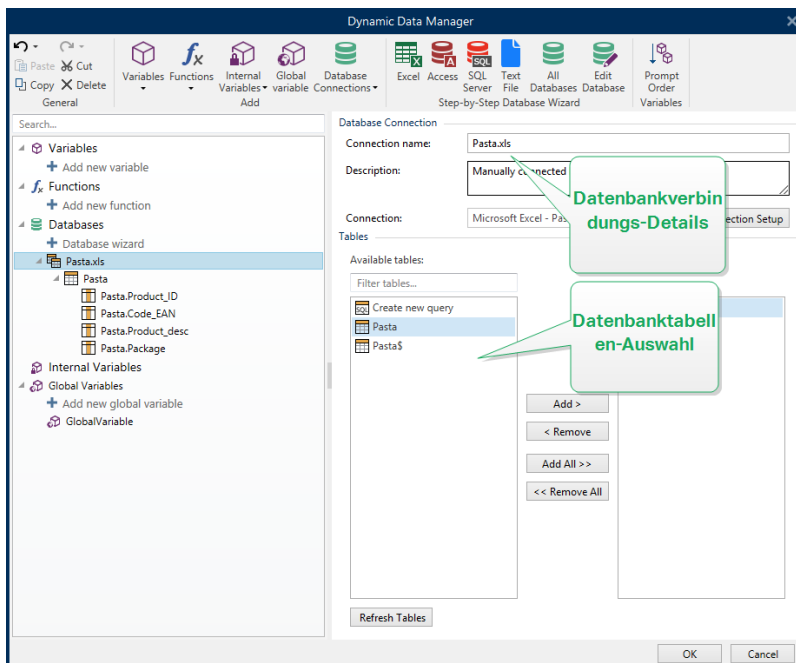 Dynamic Data Manager
Paste Cut
Copy Delete
General
Variables Functions Internal Variables Global variable Database Connections
Add
Excel Access SQL Server Text File All Databases Edit Database
Step-by-Step Database Wizard
Prompt Order
Variables
Search...
Variables
Add new variable
Functions
Add new function
Databases
Database wizard
Pasta.xls
Pasta
Pasta.Product_ID
Pasta.Code_EAN
Pasta.Product_desc
Pasta.Package
Internal Variables
Global Variables
Add new global variable
GlobalVariable
Database Connection
Connection name: Pasta.xls
Description: Manually connected
Connection: Microsoft Excel - Pas
Setup
Datenbankverbin
dungs-Details
Tables
Available tables:
Filter tables...
SQL Create new query
Pasta
Pasta$
Datenbanktabell
en-Auswahl
Add >
< Remove
Add All >>
<< Remove All
Refresh Tables
OK Cancel